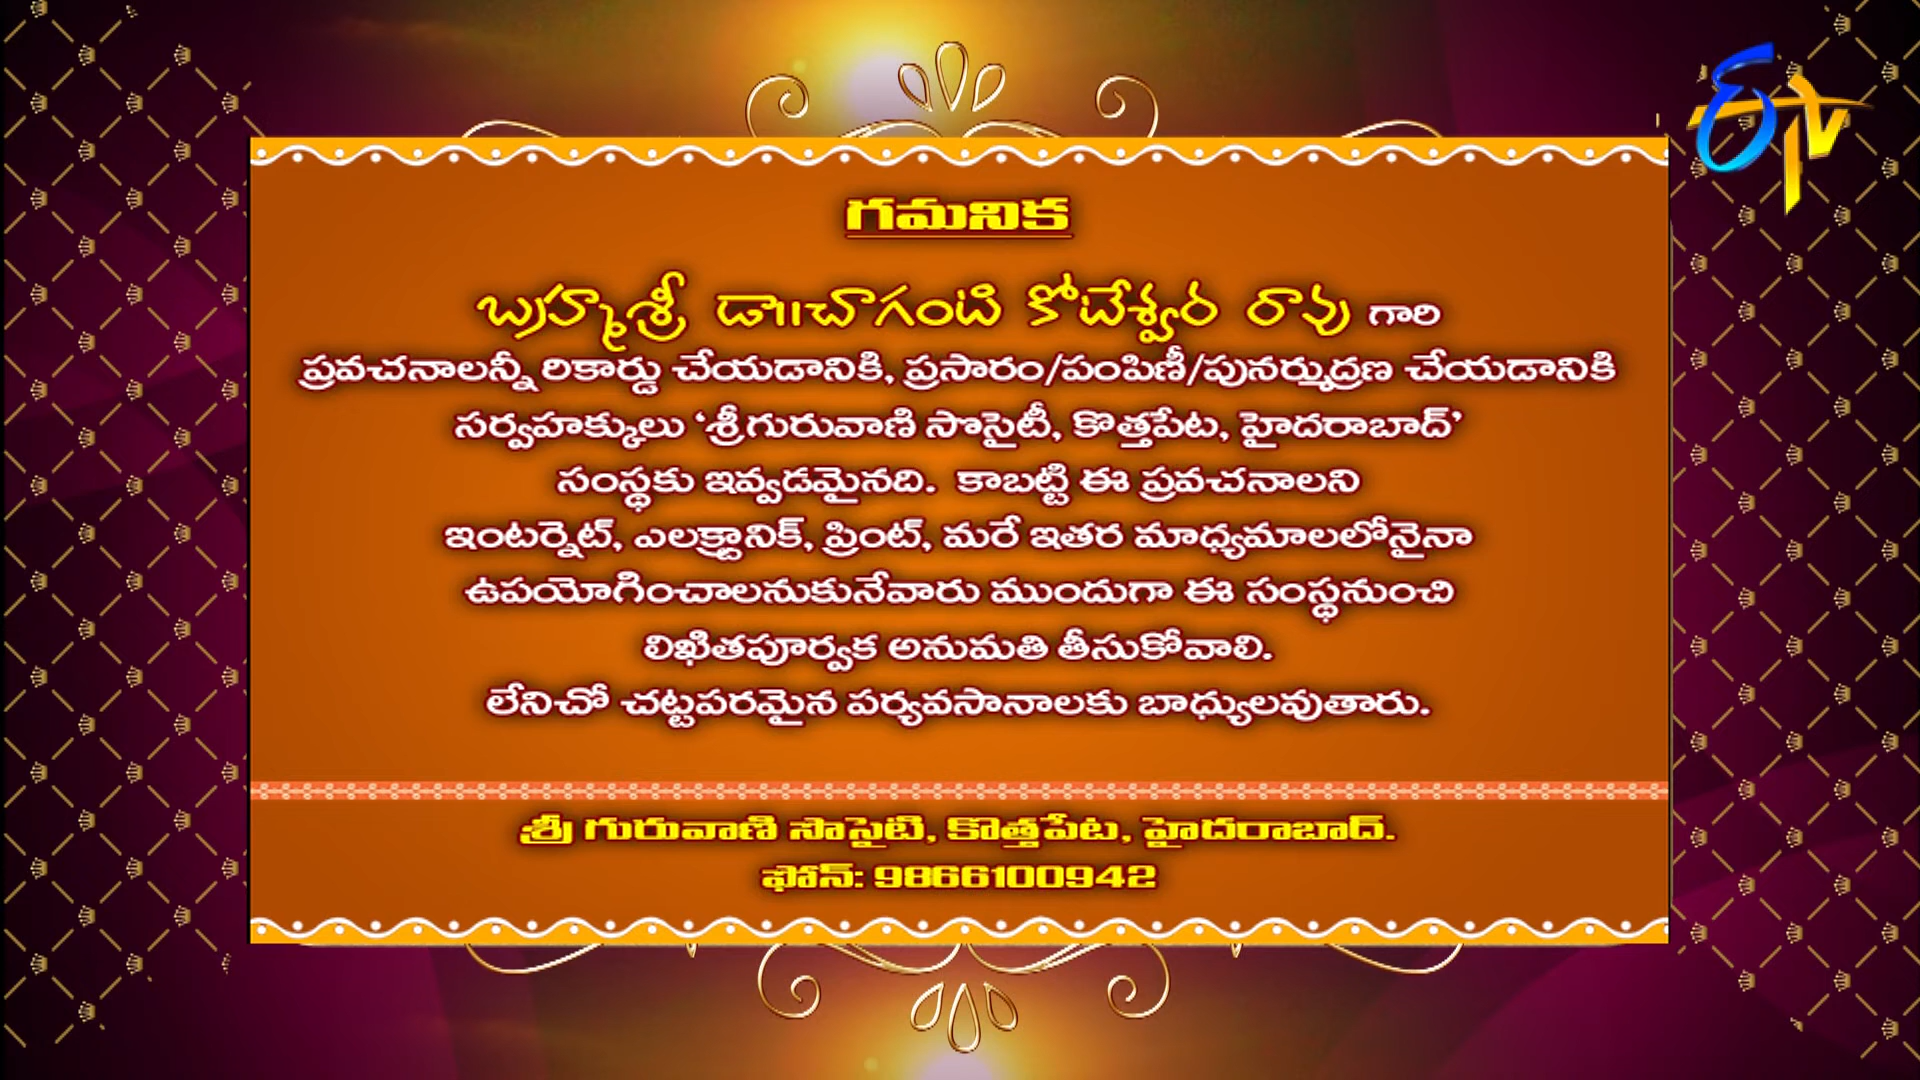 ETV
గమనిక
బ్రహ్మశ్రీ డా॥చాగంటి కోటేశ్వర రావు గారి
ప్రవచనాలన్నీ రికార్డు చేయడానికి, ప్రసారం/పంపిణీ/పునర్ముద్రణ చేయడానికి
సర్వహక్కులు ‘శ్రీగురువాణి సొసైటీ, కొత్తపేట, హైదరాబాద్’
సంస్థకు ఇవ్వడమైనది. కాబట్టి ఈ ప్రవచనాలని
ఇంటర్నెట్, ఎలక్ట్రానిక్, ప్రింట్, మరే ఇతర మాధ్యమాలలోనైనా
ఉపయోగించాలనుకునేవారు ముందుగా ఈ సంస్థనుంచి
లిఖితపూర్వక అనుమతి తీసుకోవాలి.
లేనిచో చట్టపరమైన పర్యవసానాలకు బాధ్యులవుతారు.
శ్రీ గురువాణి సొసైటి, కొత్తపేట, హైదరాబాద్.
ఫోన్: 9866100942